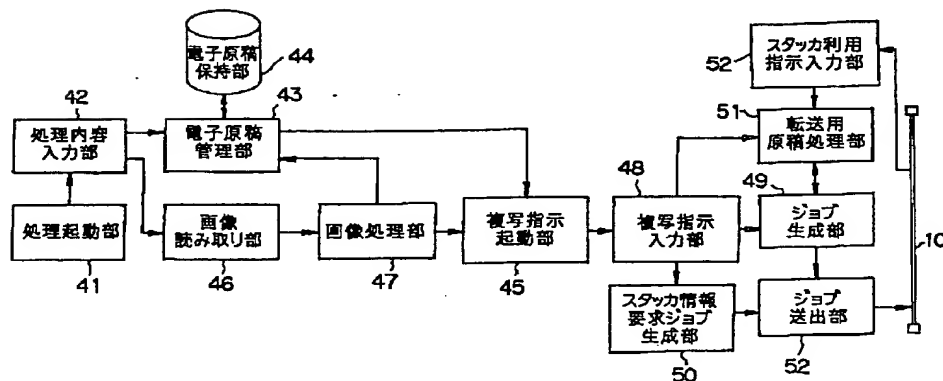 電子原稿
保持部
44
42
処理内容
入力部
43
電子原稿
管理部
処理起動部
41
画像
読み取り部
46
画像処理部
47
複写指示
起動部
45
48
複写指示
入力部
スタッカ情報
要求ジョブ
生成部
50
52
スタッカ利用
指示入力部
51
転送用
原稿処理部
49
ジョブ
生成部
ジョブ
送出部
52
10